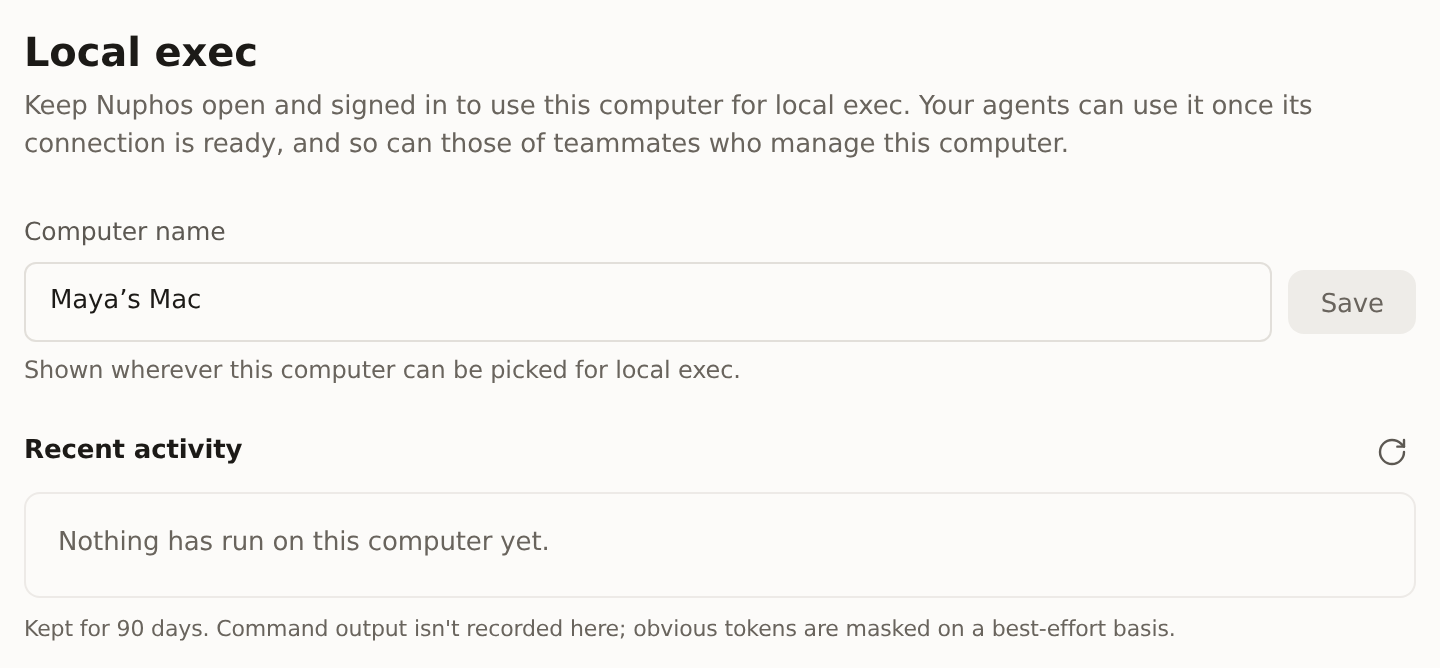 Local exec
Keep Nuphos open and signed in to use this computer for local exec. Your agents can use it once its
connection is ready, and so can those of teammates who manage this computer.
Computer name
Maya’s Mac
Save
Shown wherever this computer can be picked for local exec.
Recent activity
Nothing has run on this computer yet.
Kept for 90 days. Command output isn't recorded here; obvious tokens are masked on a best-effort basis.